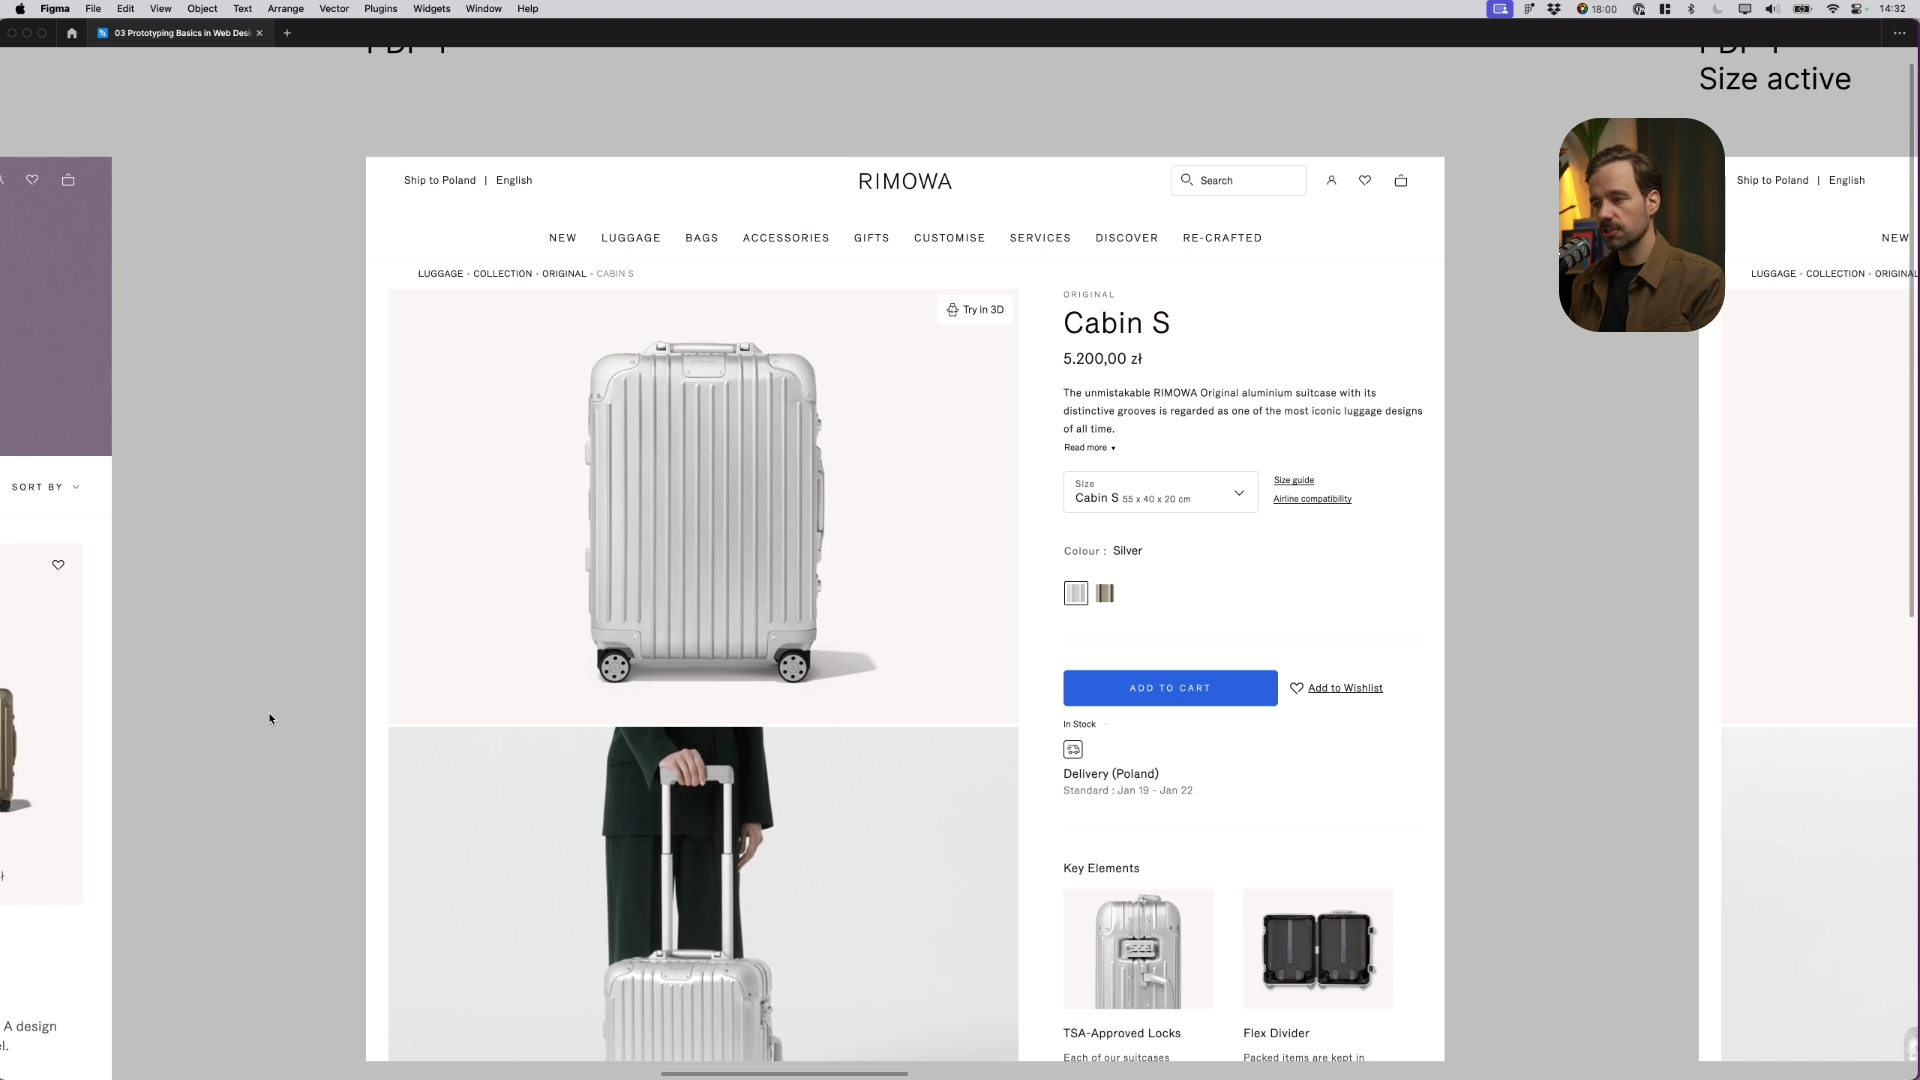 Figma File Edit View Object Text Arrange Vector Plugins Widgets Window Help
18:00
14:32
03 Prototyping Basics in Web Desi
Size active
Ship to Poland | English
RIMOWA
Search
NEW LUGGAGE BAGS ACCESSORIES GIFTS CUSTOMISE SERVICES DISCOVER RE-CRAFTED
LUGGAGE • COLLECTION • ORIGINAL • CABIN S
Try in 3D
ORIGINAL
Cabin S
5.200,00 zł
The unmistakable RIMOWA Original aluminium suitcase with its
distinctive grooves is regarded as one of the most iconic luggage designs
of all time.
Read more
Size
Cabin S 55 x 40 x 20 cm
Size guide
Airline compatibility
Colour : Silver
ADD TO CART
Add to Wishlist
In Stock
Delivery (Poland)
Standard : Jan 19 - Jan 22
Key Elements
TSA-Approved Locks
Each of our suitcases
Flex Divider
Packed items are kept in
SORT BY
A design
Ship to Poland | English
NEW
LUGGAGE • COLLECTION • ORIGINAL